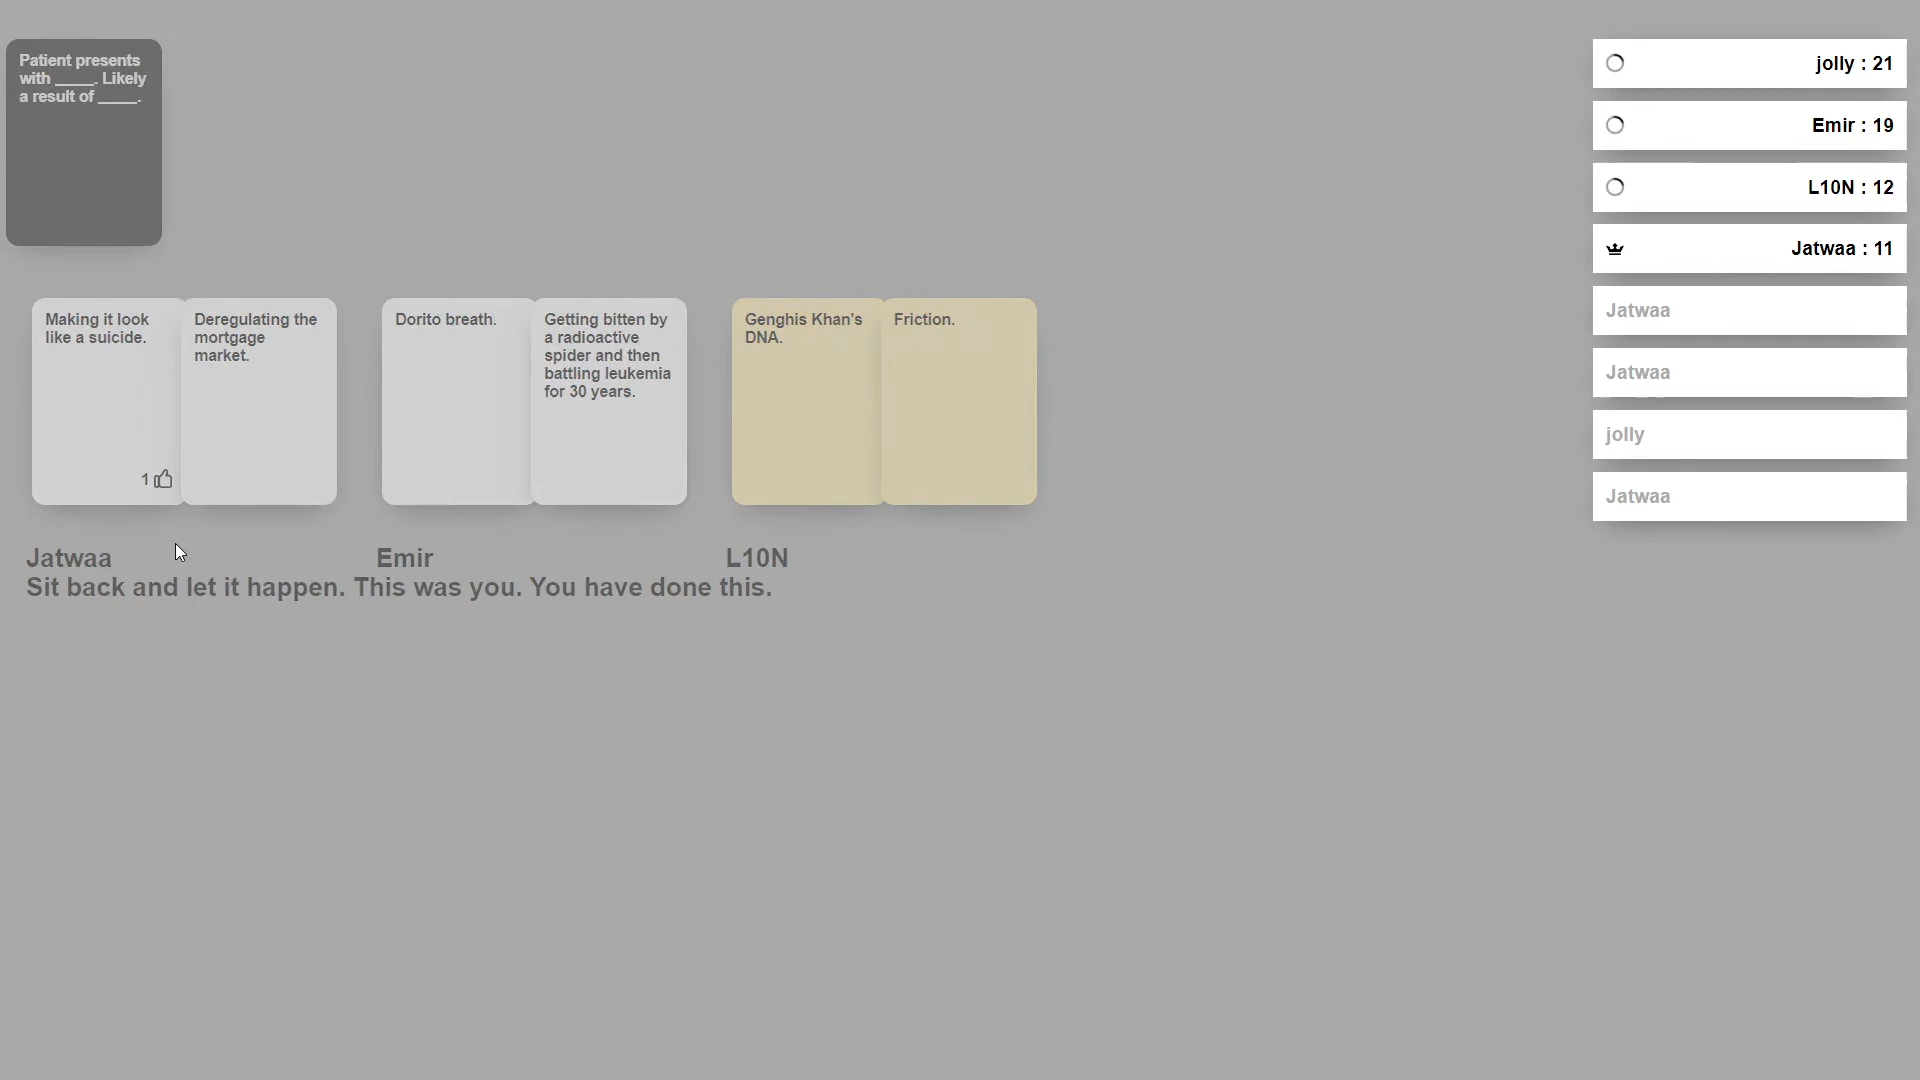 Patient presents
with _____. Likely
a result of _____.
jolly : 21
Emir : 19
L10N : 12
Jatwaa : 11
Jatwaa
Jatwaa
jolly
Jatwaa
Making it look
like a suicide.
1
Deregulating the
mortgage
market.
Dorito breath.
Getting bitten by
a radioactive
spider and then
battling leukemia
for 30 years.
Genghis Khan's
DNA.
Friction.
Jatwaa
Emir
L10N
Sit back and let it happen. This was you. You have done this.